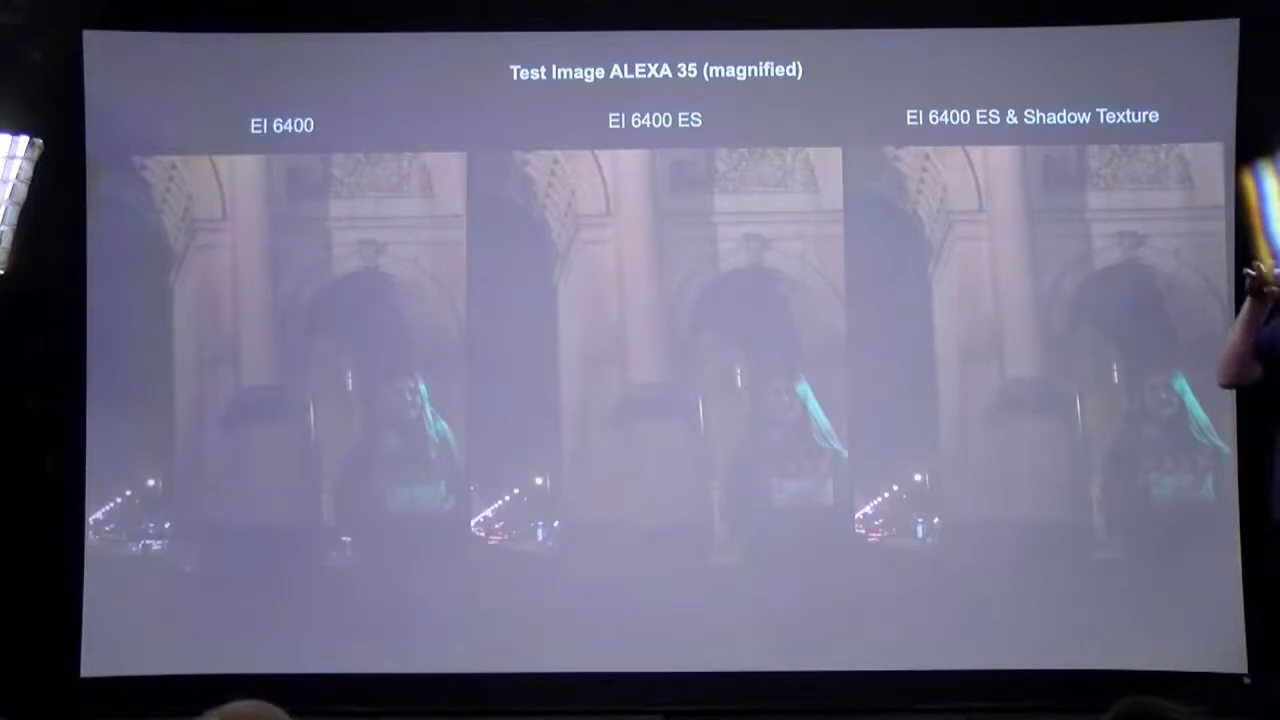 Test Image ALEXA 35 (magnified)
EI 6400
EI 6400 ES
EI 6400 ES & Shadow Texture